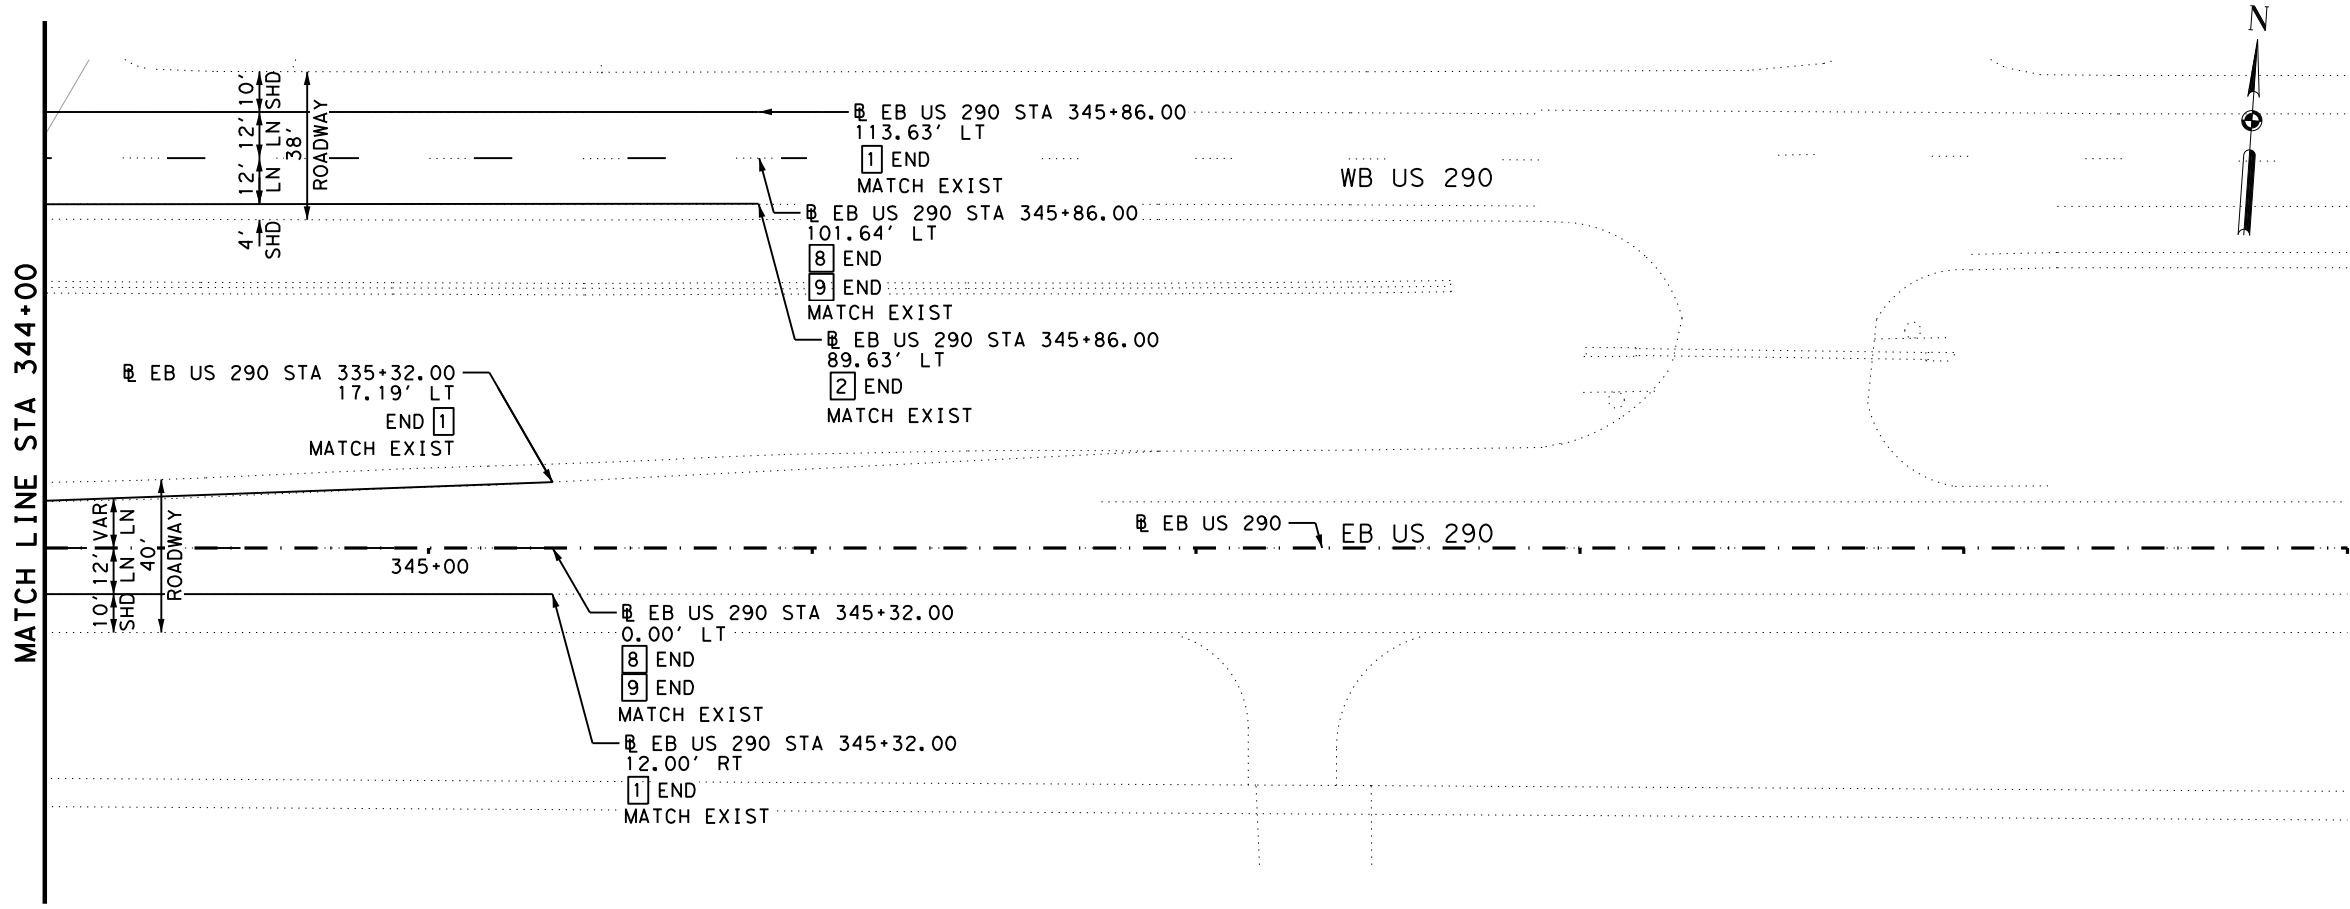 N
10' SHD
12' LN
12' LN
4' SHD
38' ROADWAY
℄ EB US 290 STA 345+86.00
113.63' LT
1 END
MATCH EXIST
WB US 290
℄ EB US 290 STA 345+86.00
101.64' LT
8 END
9 END
MATCH EXIST
℄ EB US 290 STA 345+86.00
89.63' LT
2 END
MATCH EXIST
MATCH LINE STA 344+00
℄ EB US 290 STA 335+32.00
17.19' LT
END 1
MATCH EXIST
VAR LN
12' LN
10' SHD
40' ROADWAY
345+00
℄ EB US 290
EB US 290
℄ EB US 290 STA 345+32.00
0.00' LT
8 END
9 END
MATCH EXIST
℄ EB US 290 STA 345+32.00
12.00' RT
1 END
MATCH EXIST